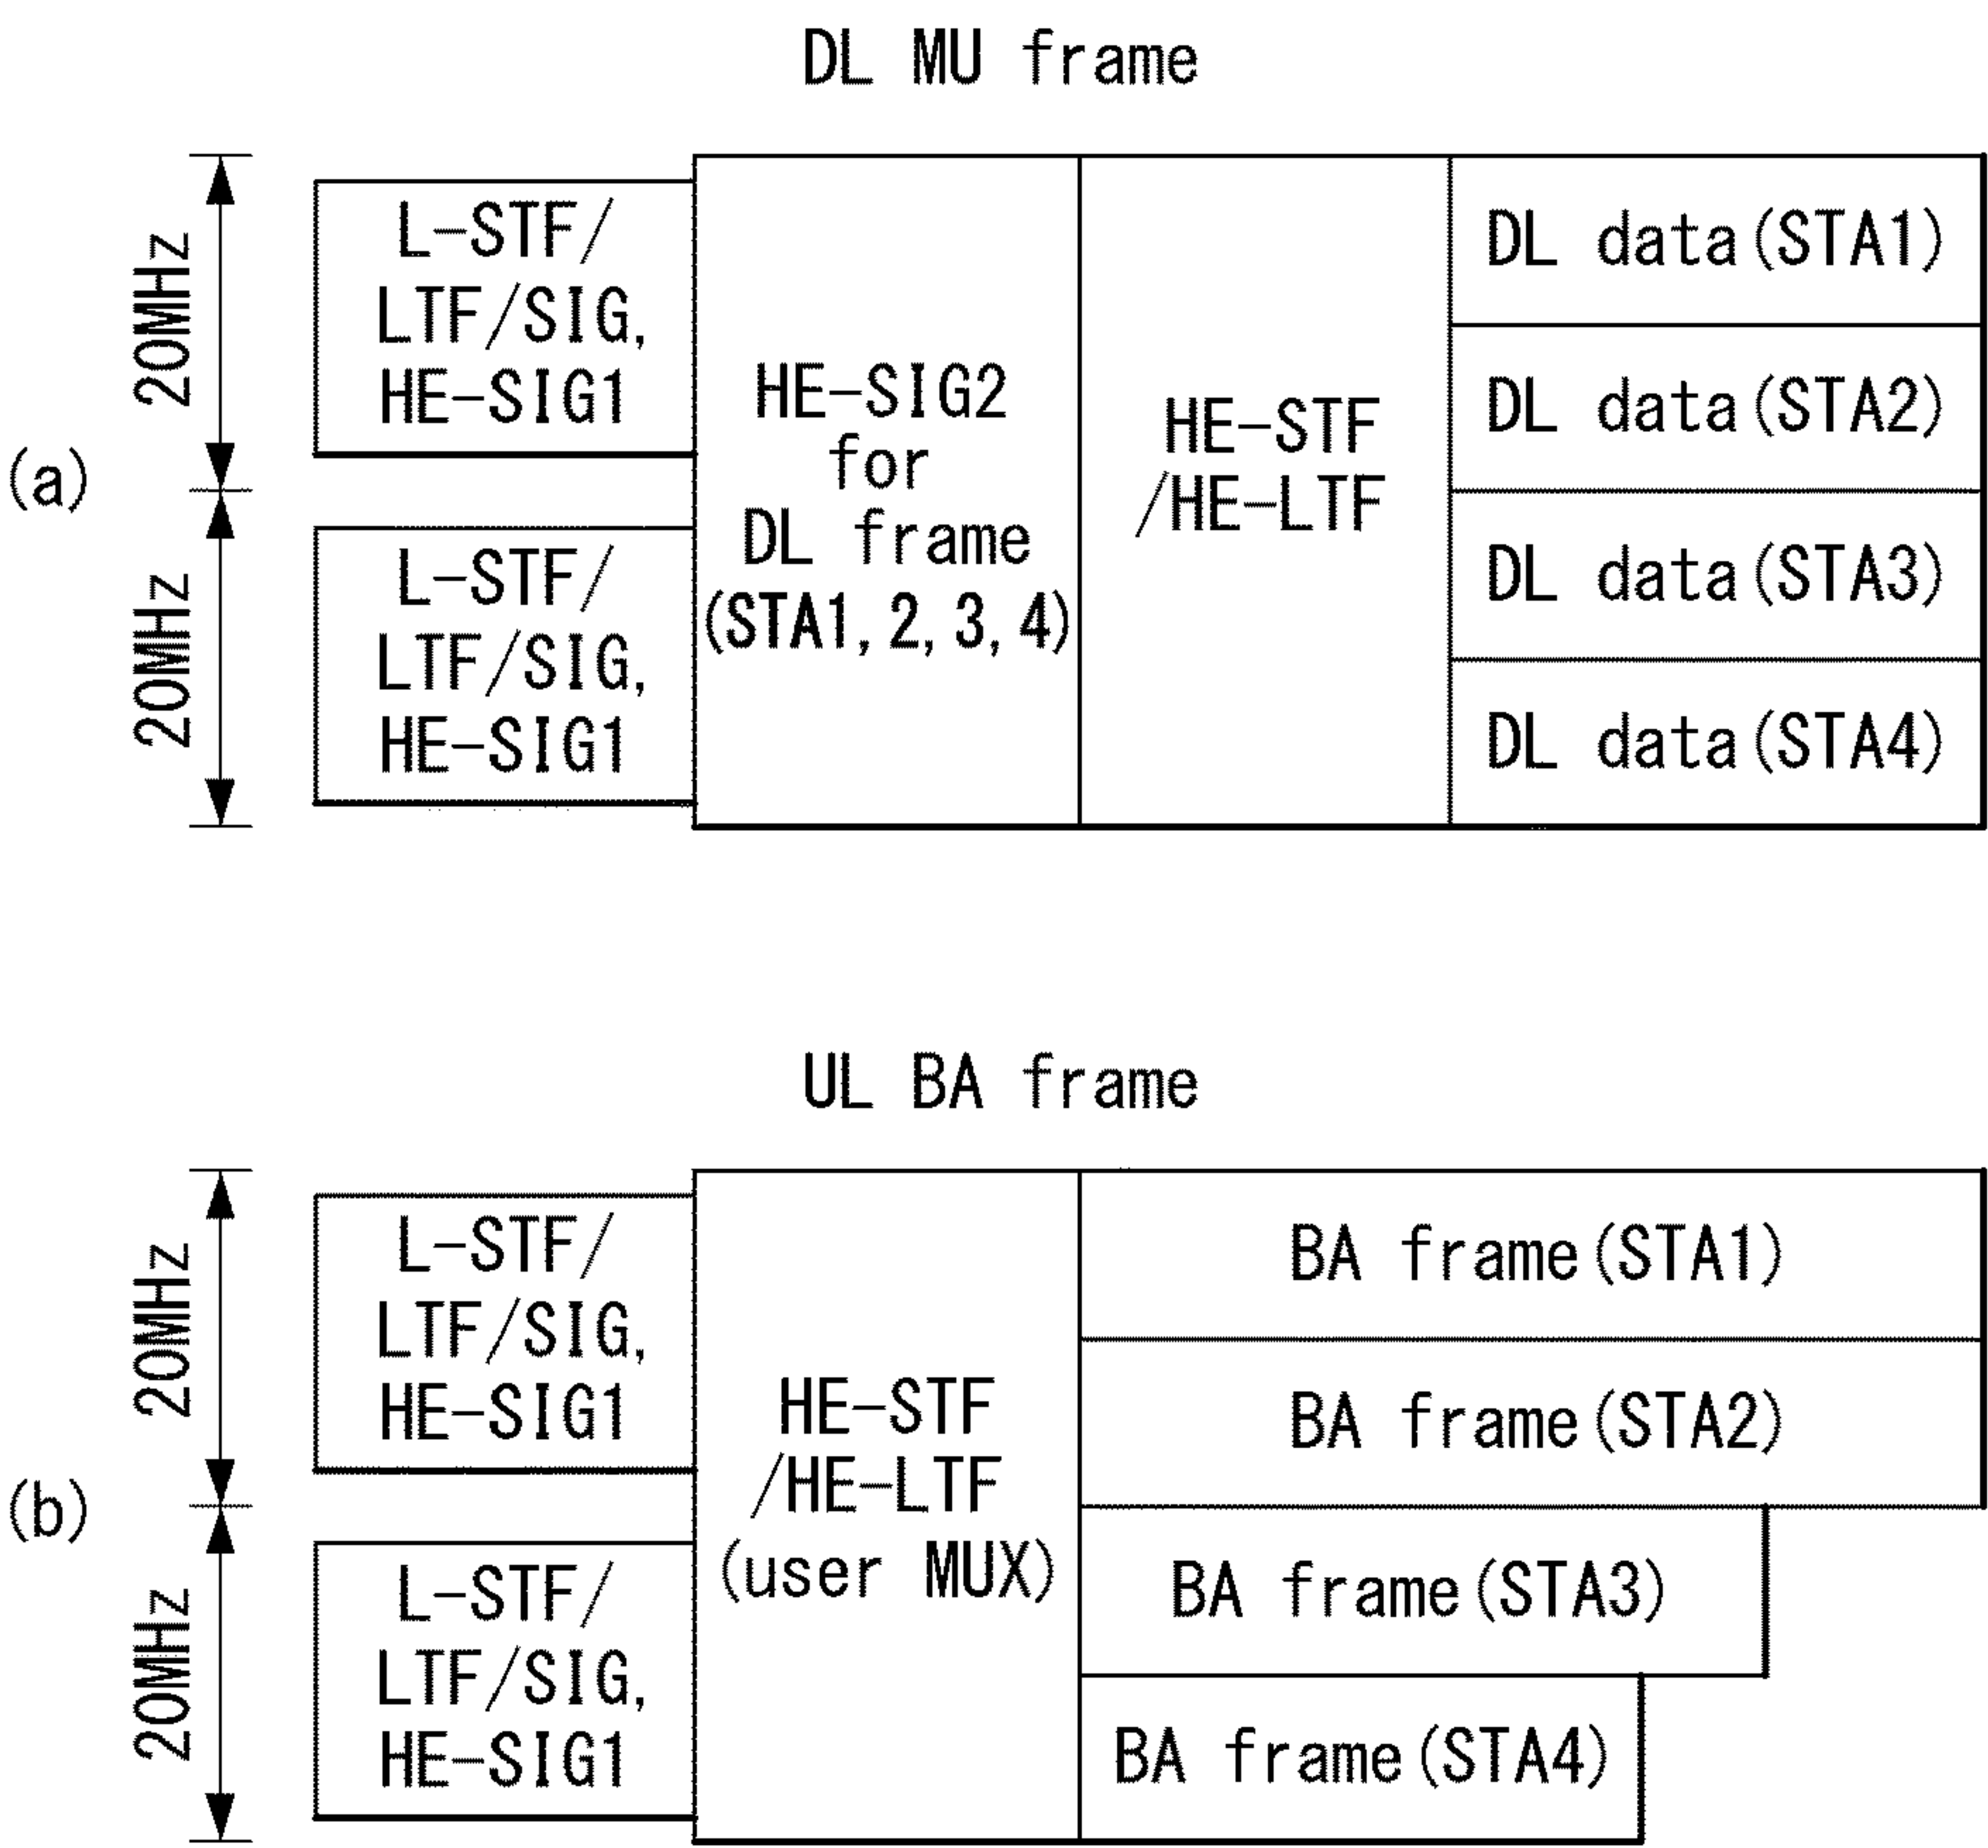 DL MU frame
(a)
20MHz
20MHz
L-STF/
LTF/SIG,
HE-SIG1
L-STF/
LTF/SIG,
HE-SIG1
HE-SIG2
for
DL frame
(STA1,2,3,4)
HE-STF
/HE-LTF
DL data(STA1)
DL data(STA2)
DL data(STA3)
DL data(STA4)
UL BA frame
(b)
20MHz
20MHz
L-STF/
LTF/SIG,
HE-SIG1
L-STF/
LTF/SIG,
HE-SIG1
HE-STF
/HE-LTF
(user MUX)
BA frame(STA1)
BA frame(STA2)
BA frame(STA3)
BA frame(STA4)